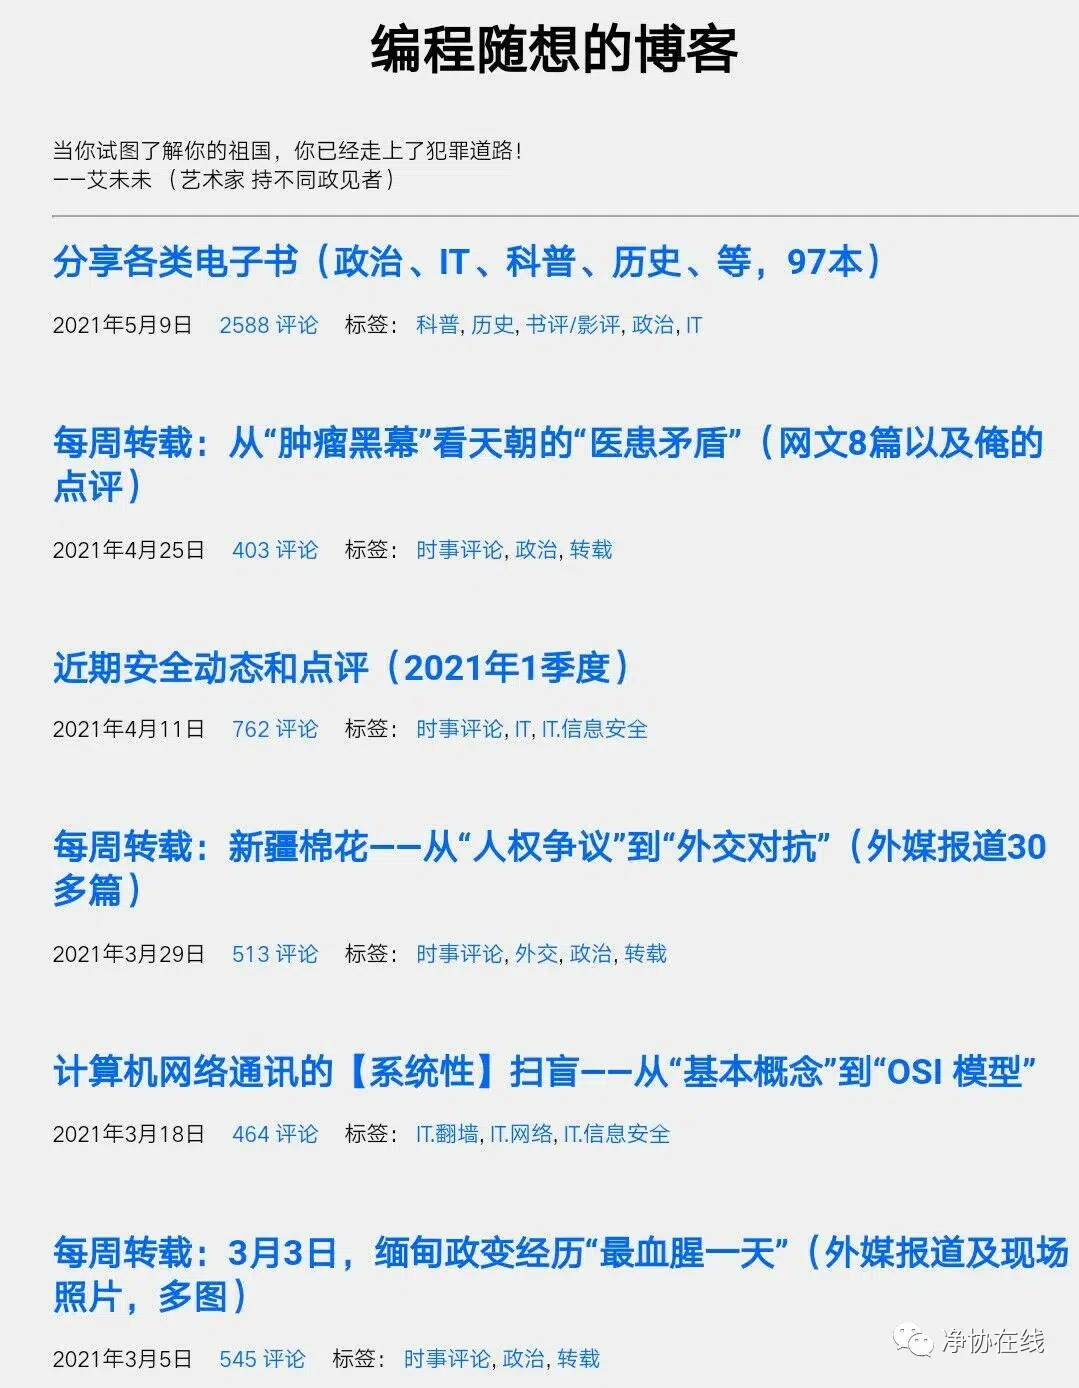 编程随想的博客
当你试图了解你的祖国，你已经走上了犯罪道路！
——艾未未 （艺术家 持不同政见者）
分享各类电子书（政治、IT、科普、历史、等，97本）
2021年5月9日 2588 评论 标签： 科普, 历史, 书评/影评, 政治, IT
每周转载：从“肿瘤黑幕”看天朝的“医患矛盾”（网文8篇以及俺的
点评）
2021年4月25日 403 评论 标签： 时事评论, 政治, 转载
近期安全动态和点评（2021年1季度）
2021年4月11日 762 评论 标签： 时事评论, IT, IT.信息安全
每周转载：新疆棉花——从“人权争议”到“外交对抗”（外媒报道30
多篇）
2021年3月29日 513 评论 标签： 时事评论, 外交, 政治, 转载
计算机网络通讯的【系统性】扫盲——从“基本概念”到“OSI 模型”
2021年3月18日 464 评论 标签： IT.翻墙, IT.网络, IT.信息安全
每周转载：3月3日，缅甸政变经历“最血腥一天”（外媒报道及现场
照片，多图）
2021年3月5日 545 评论 标签： 时事评论, 政治, 转载
净协在线